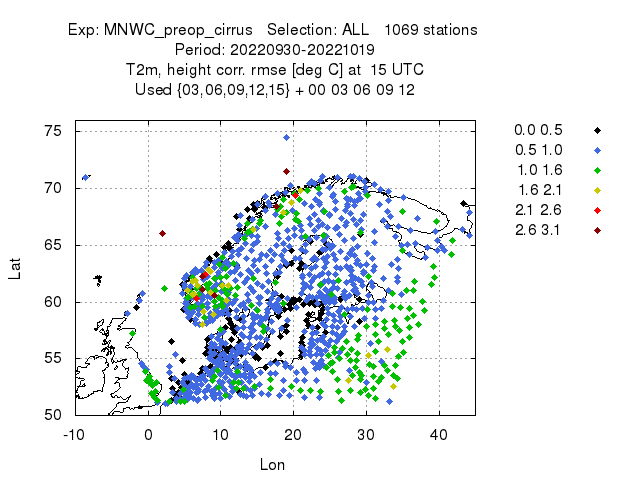 Exp: MNWC_preop_cirrus   Selection: ALL   1069 stations
Period: 20220930-20221019
T2m, height corr. rmse [deg C] at  15 UTC
Used {03,06,09,12,15} + 00 03 06 09 12
75
70
65
60
55
50
Lat
-10 0 10 20 30 40
Lon
0.0 0.5
0.5 1.0
1.0 1.6
1.6 2.1
2.1 2.6
2.6 3.1